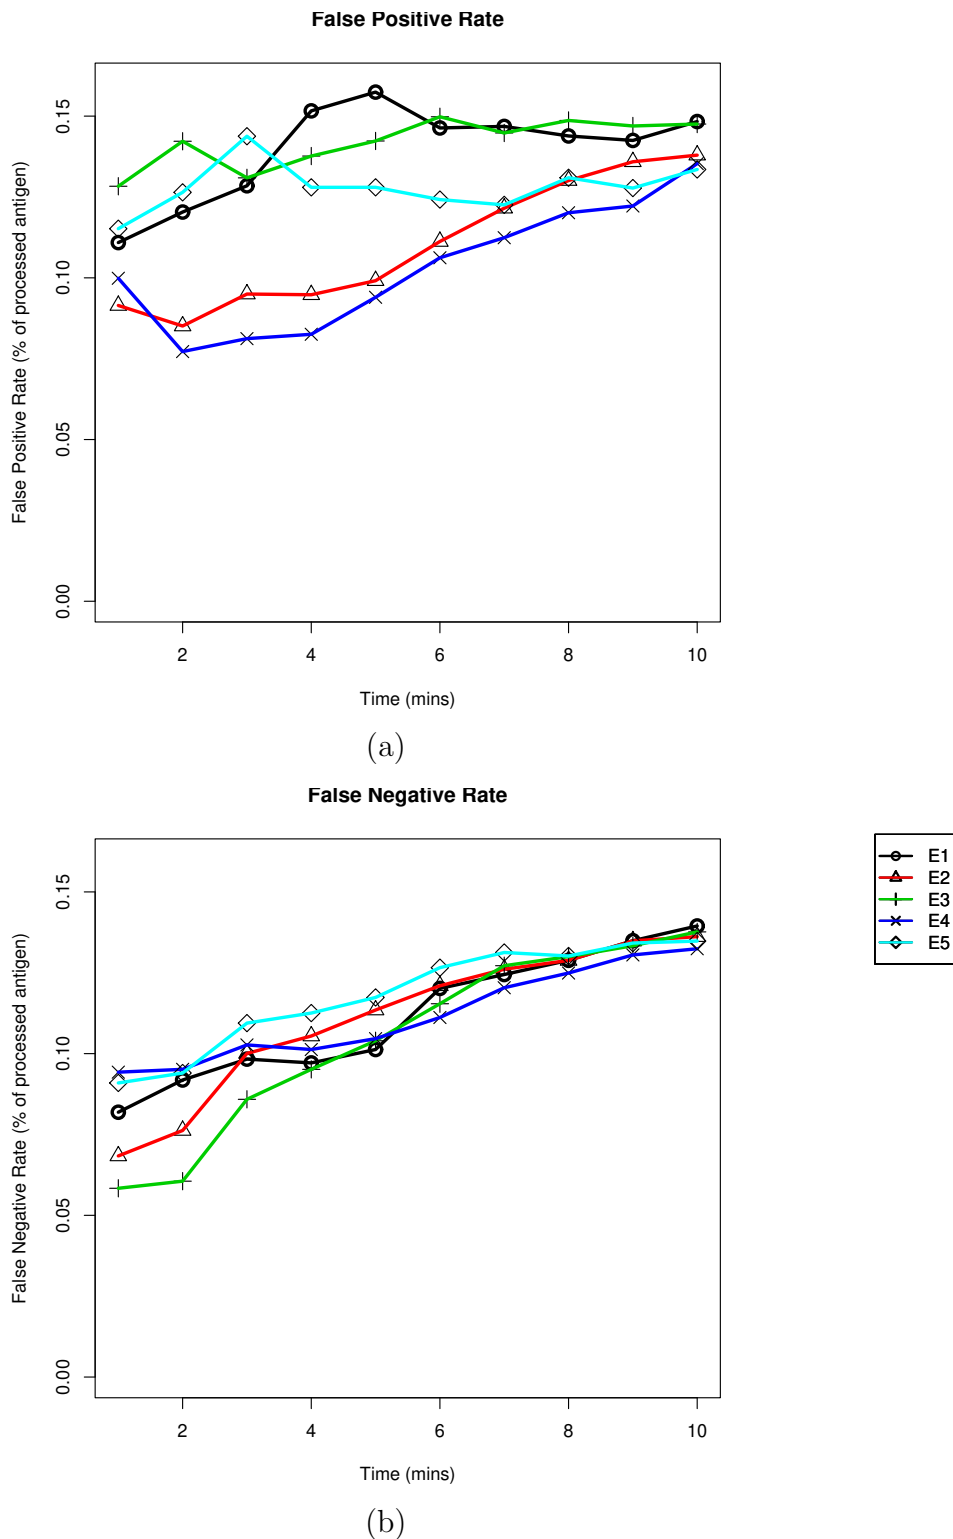 False Positive Rate
False Positive Rate (% of processed antigen)
0.15
0.10
0.05
0.00
2 4 6 8 10
Time (mins)
(a)
False Negative Rate
False Negative Rate (% of processed antigen)
0.15
0.10
0.05
0.00
2 4 6 8 10
Time (mins)
E1
E2
E3
E4
E5
(b)